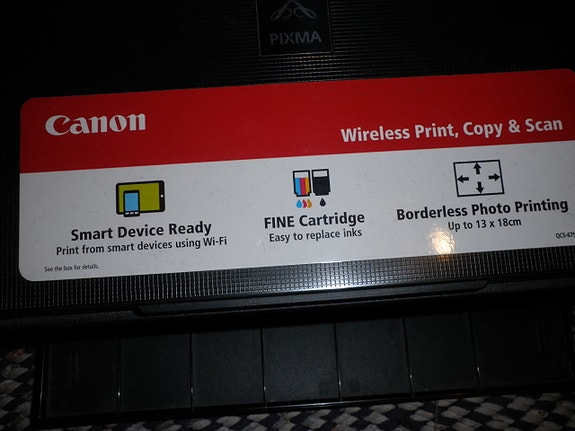 PIXMA
Canon
Wireless Print, Copy & Scan
Smart Device Ready
Print from smart devices using Wi-Fi
FINE Cartridge
Easy to replace inks
Borderless Photo Printing
Up to 13 x 18cm
See the box for details.